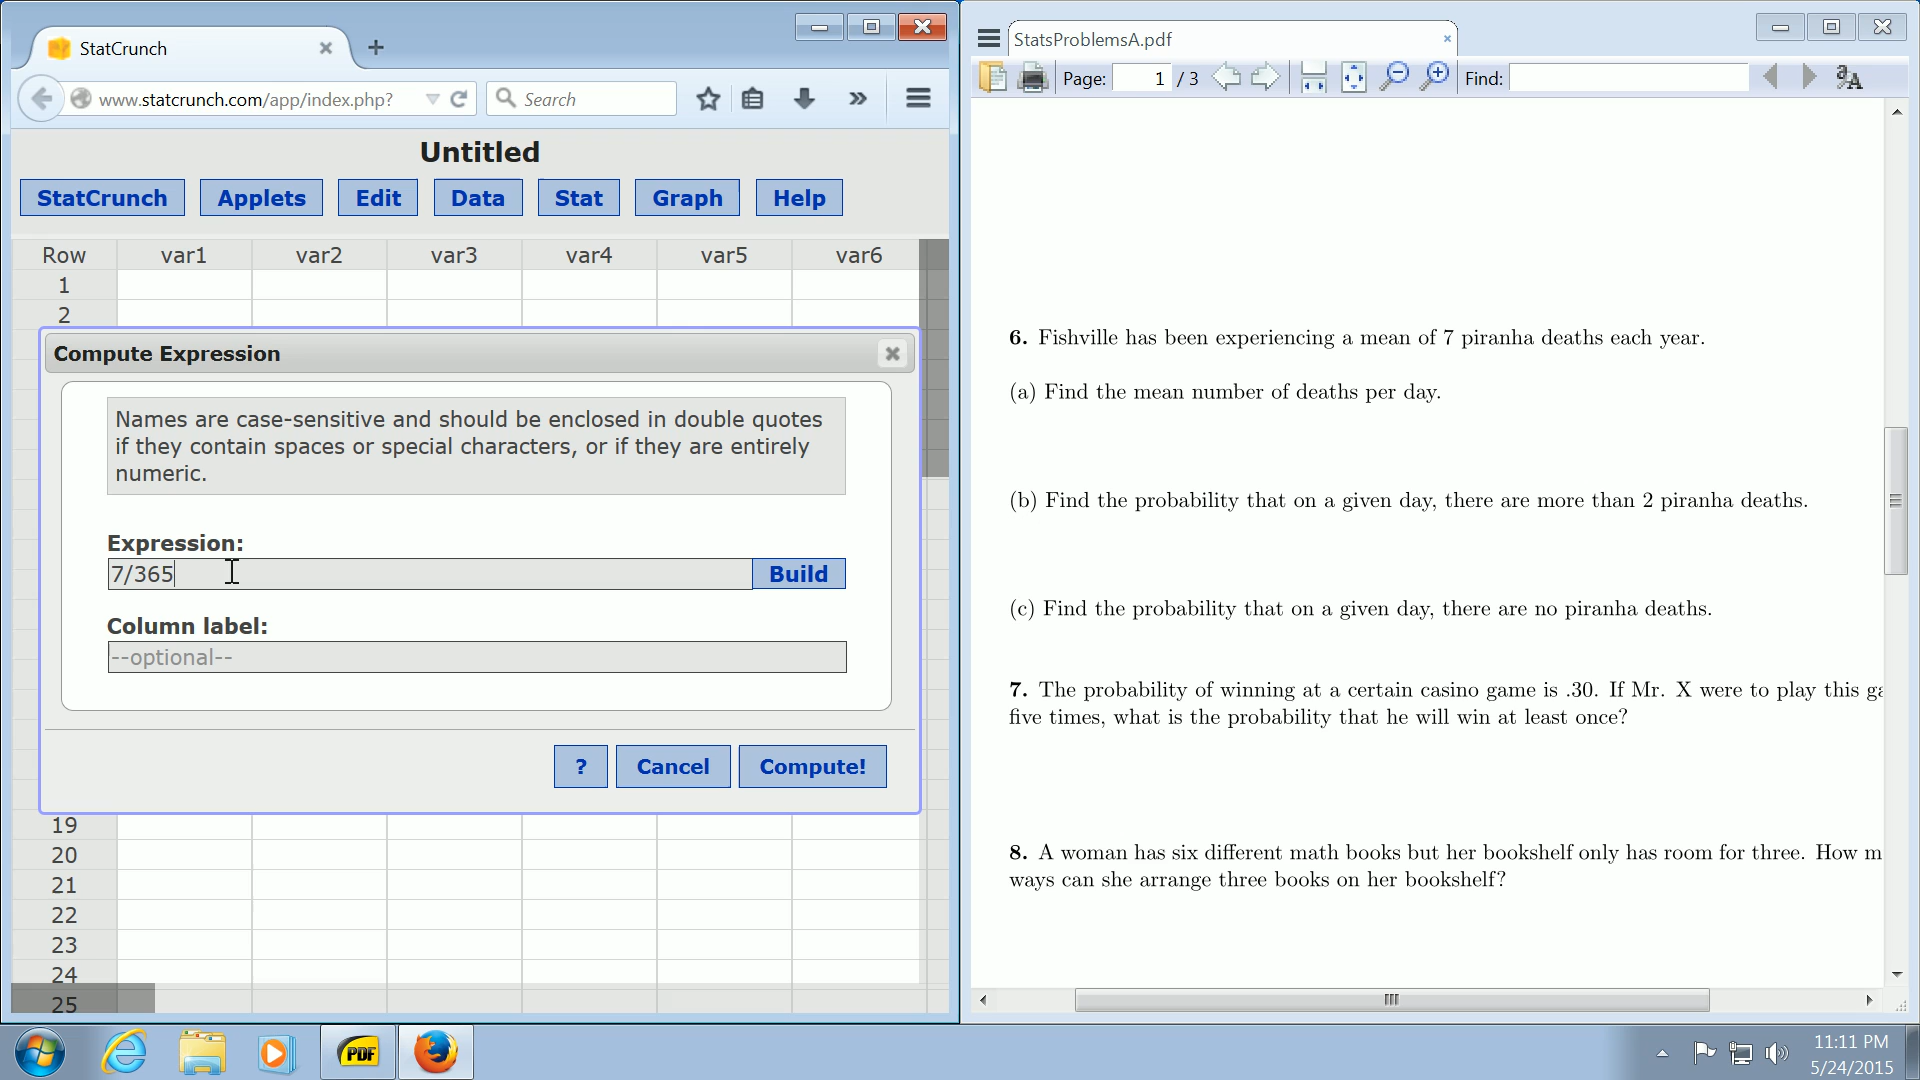 StatCrunch
www.statcrunch.com/app/index.php?
Search
Untitled
StatCrunch Applets Edit Data Stat Graph Help
Row var1 var2 var3 var4 var5 var6
1
2
Compute Expression
Names are case-sensitive and should be enclosed in double quotes
if they contain spaces or special characters, or if they are entirely
numeric.
Expression:
7/365
Build
Column label:
--optional--
? Cancel Compute!
19
20
21
22
23
24
25
StatsProblemsA.pdf
Page: 1 / 3 Find:
6. Fishville has been experiencing a mean of 7 piranha deaths each year.
(a) Find the mean number of deaths per day.
(b) Find the probability that on a given day, there are more than 2 piranha deaths.
(c) Find the probability that on a given day, there are no piranha deaths.
7. The probability of winning at a certain casino game is .30. If Mr. X were to play this ga
five times, what is the probability that he will win at least once?
8. A woman has six different math books but her bookshelf only has room for three. How m
ways can she arrange three books on her bookshelf?
PDF
11:11 PM
5/24/2015